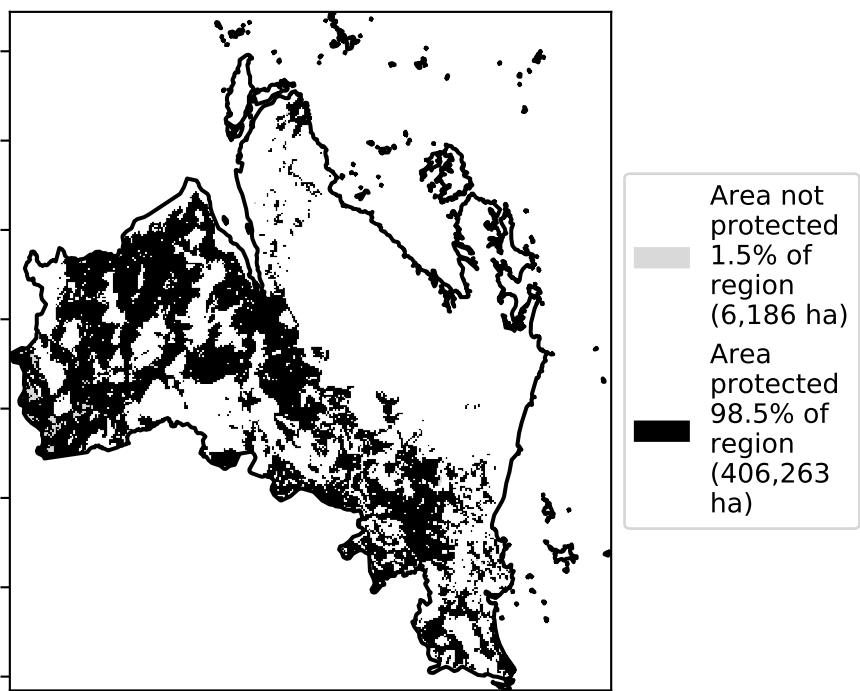 Area not
protected
1.5% of
region
(6,186 ha)
Area
protected
98.5% of
region
(406,263
ha)